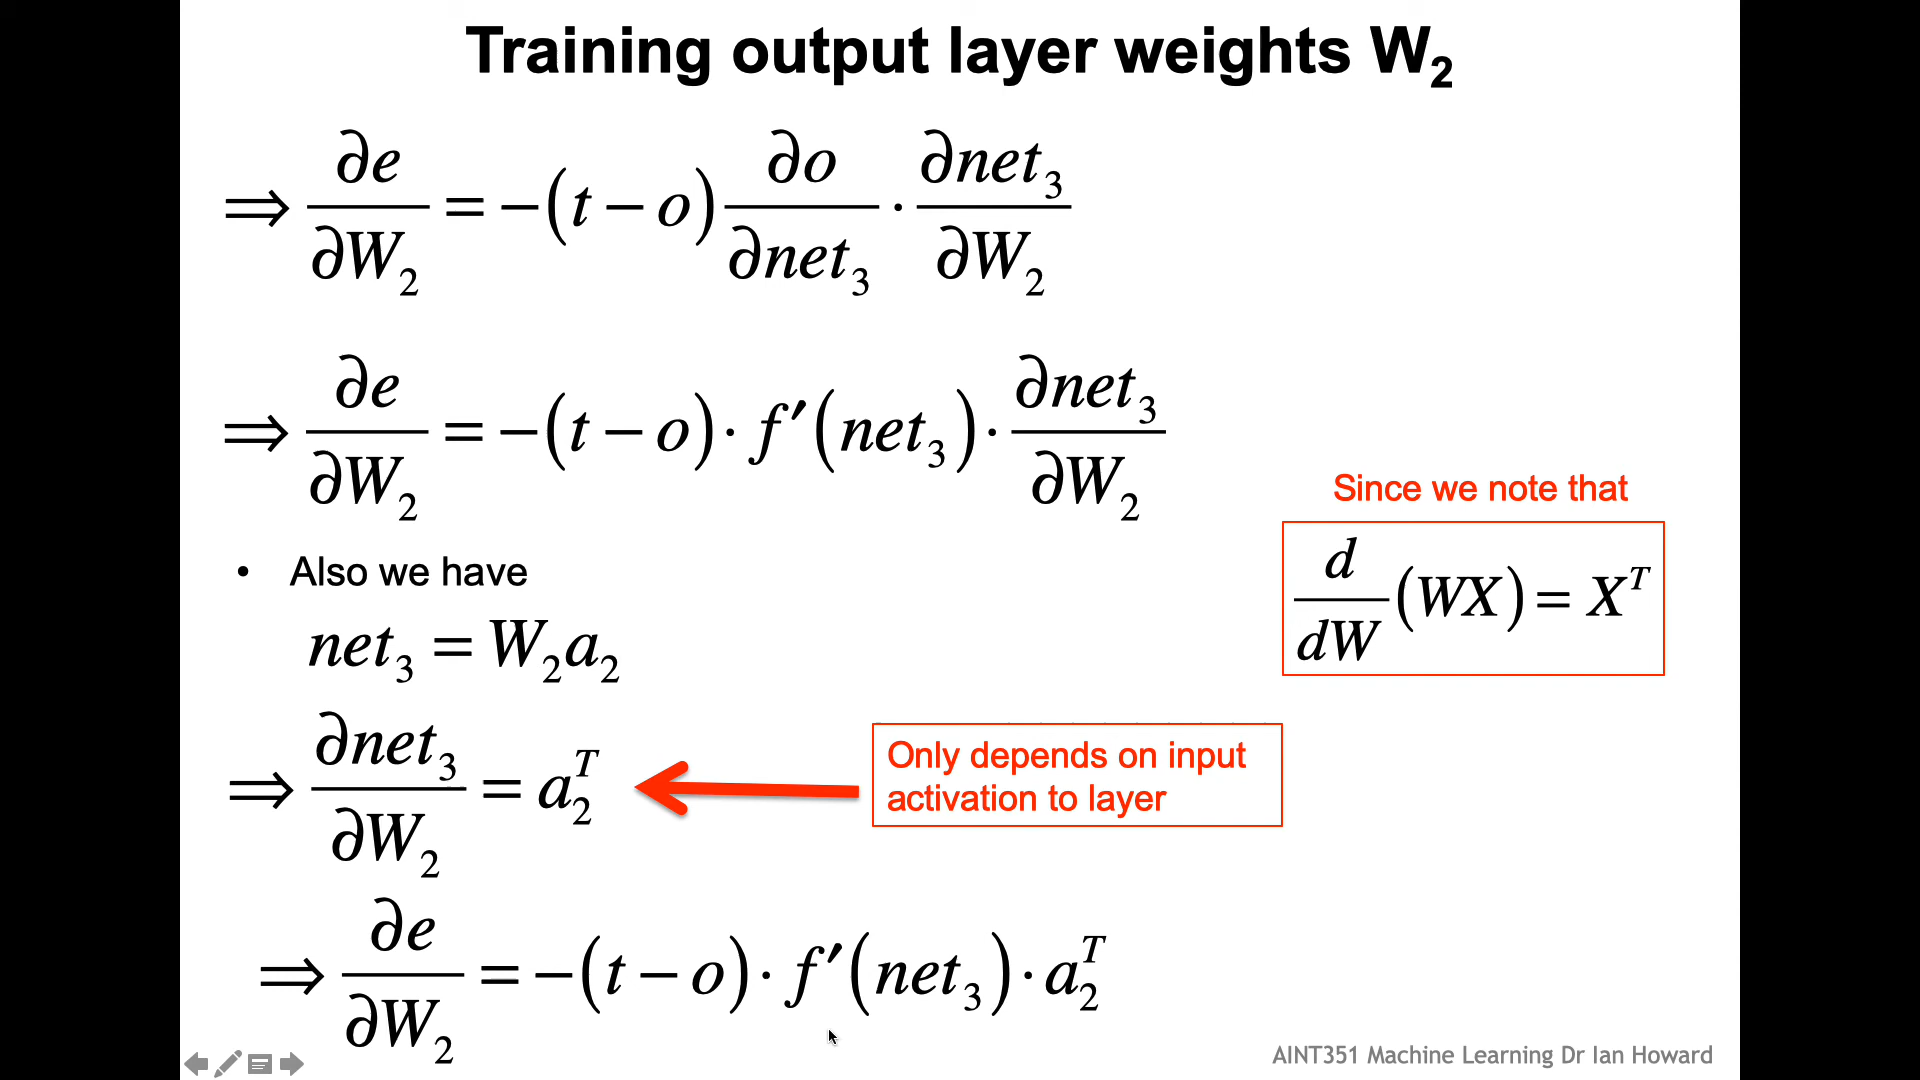 Training output layer weights W₂
⇒ ∂e/∂W₂ = −(t − o) ∂o/∂net₃ · ∂net₃/∂W₂
⇒ ∂e/∂W₂ = −(t − o) · f′(net₃) · ∂net₃/∂W₂
Since we note that
d/dW (WX) = Xᵀ
• Also we have
net₃ = W₂a₂
⇒ ∂net₃/∂W₂ = a₂ᵀ
Only depends on input
activation to layer
⇒ ∂e/∂W₂ = −(t − o) · f′(net₃) · a₂ᵀ
AINT351 Machine Learning Dr Ian Howard